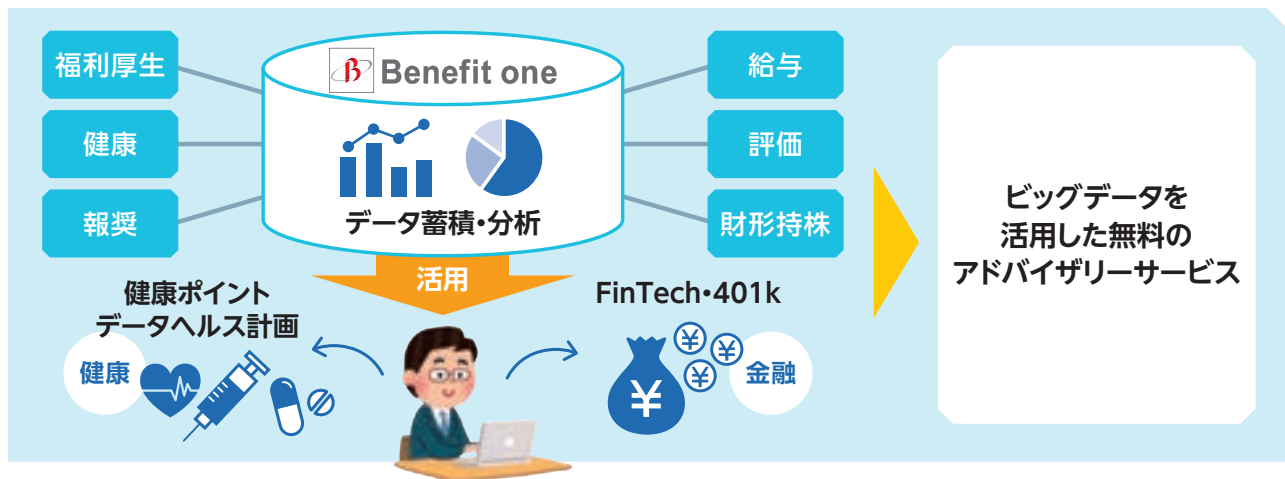 福利厚生
健康
報奨
Benefit one
データ蓄積・分析
給与
評価
財形持株
活用
健康ポイント
データヘルス計画
健康
FinTech・401k
¥
¥
¥
¥
金融
ビッグデータを
活用した無料の
アドバイザリーサービス